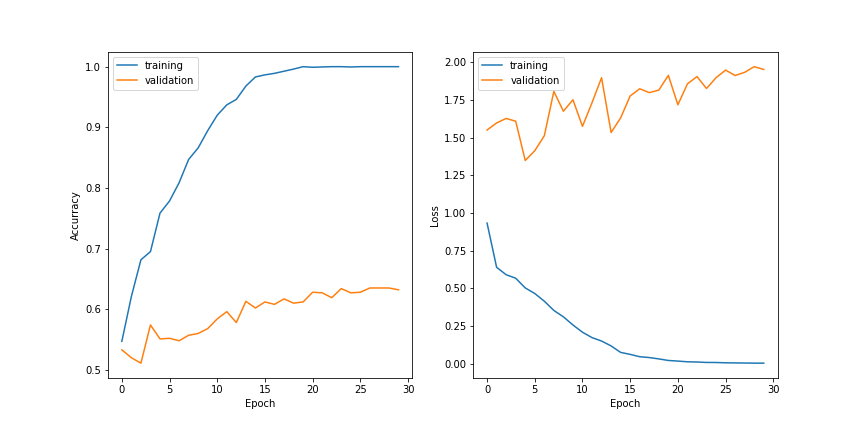 training
validation
1.0
0.9
0.8
0.7
0.6
0.5
Accurracy
0 5 10 15 20 25 30
Epoch
training
validation
2.00
1.75
1.50
1.25
1.00
0.75
0.50
0.25
0.00
Loss
0 5 10 15 20 25 30
Epoch